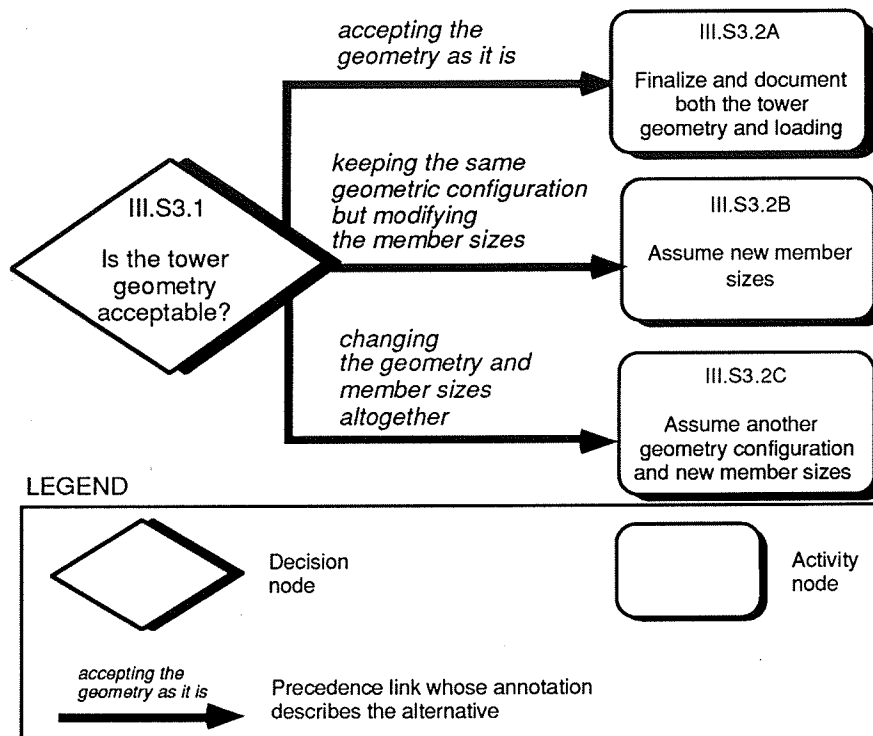 accepting the
geometry as it is
III.S3.2A
Finalize and document
both the tower
geometry and loading
III.S3.1
Is the tower
geometry
acceptable?
keeping the same
geometric configuration
but modifying
the member sizes
III.S3.2B
Assume new member
sizes
changing
the geometry and
member sizes
altogether
III.S3.2C
Assume another
geometry configuration
and new member sizes
LEGEND
Decision
node
Activity
node
accepting the
geometry as it is
Precedence link whose annotation
describes the alternative